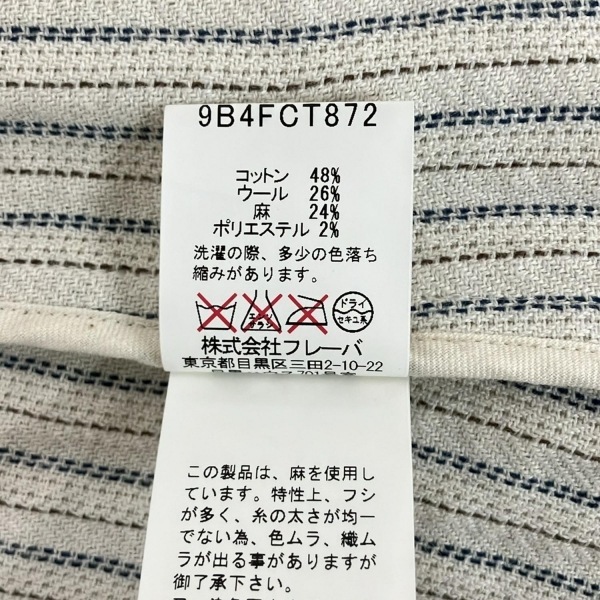 9B4FCT872
コットン 48%
ウール 26%
麻 24%
ポリエステル 2%
洗濯の際、多少の色落ち
縮みがあります。
ドライ
セキユ系
株式会社フレーバ
東京都目黒区三田2-10-22
この製品は、麻を使用し
ています。特性上、フシ
が多く、糸の太さが均一
でない為、色ムラ、織ム
ラが出る事がありますが
御了承下さい。